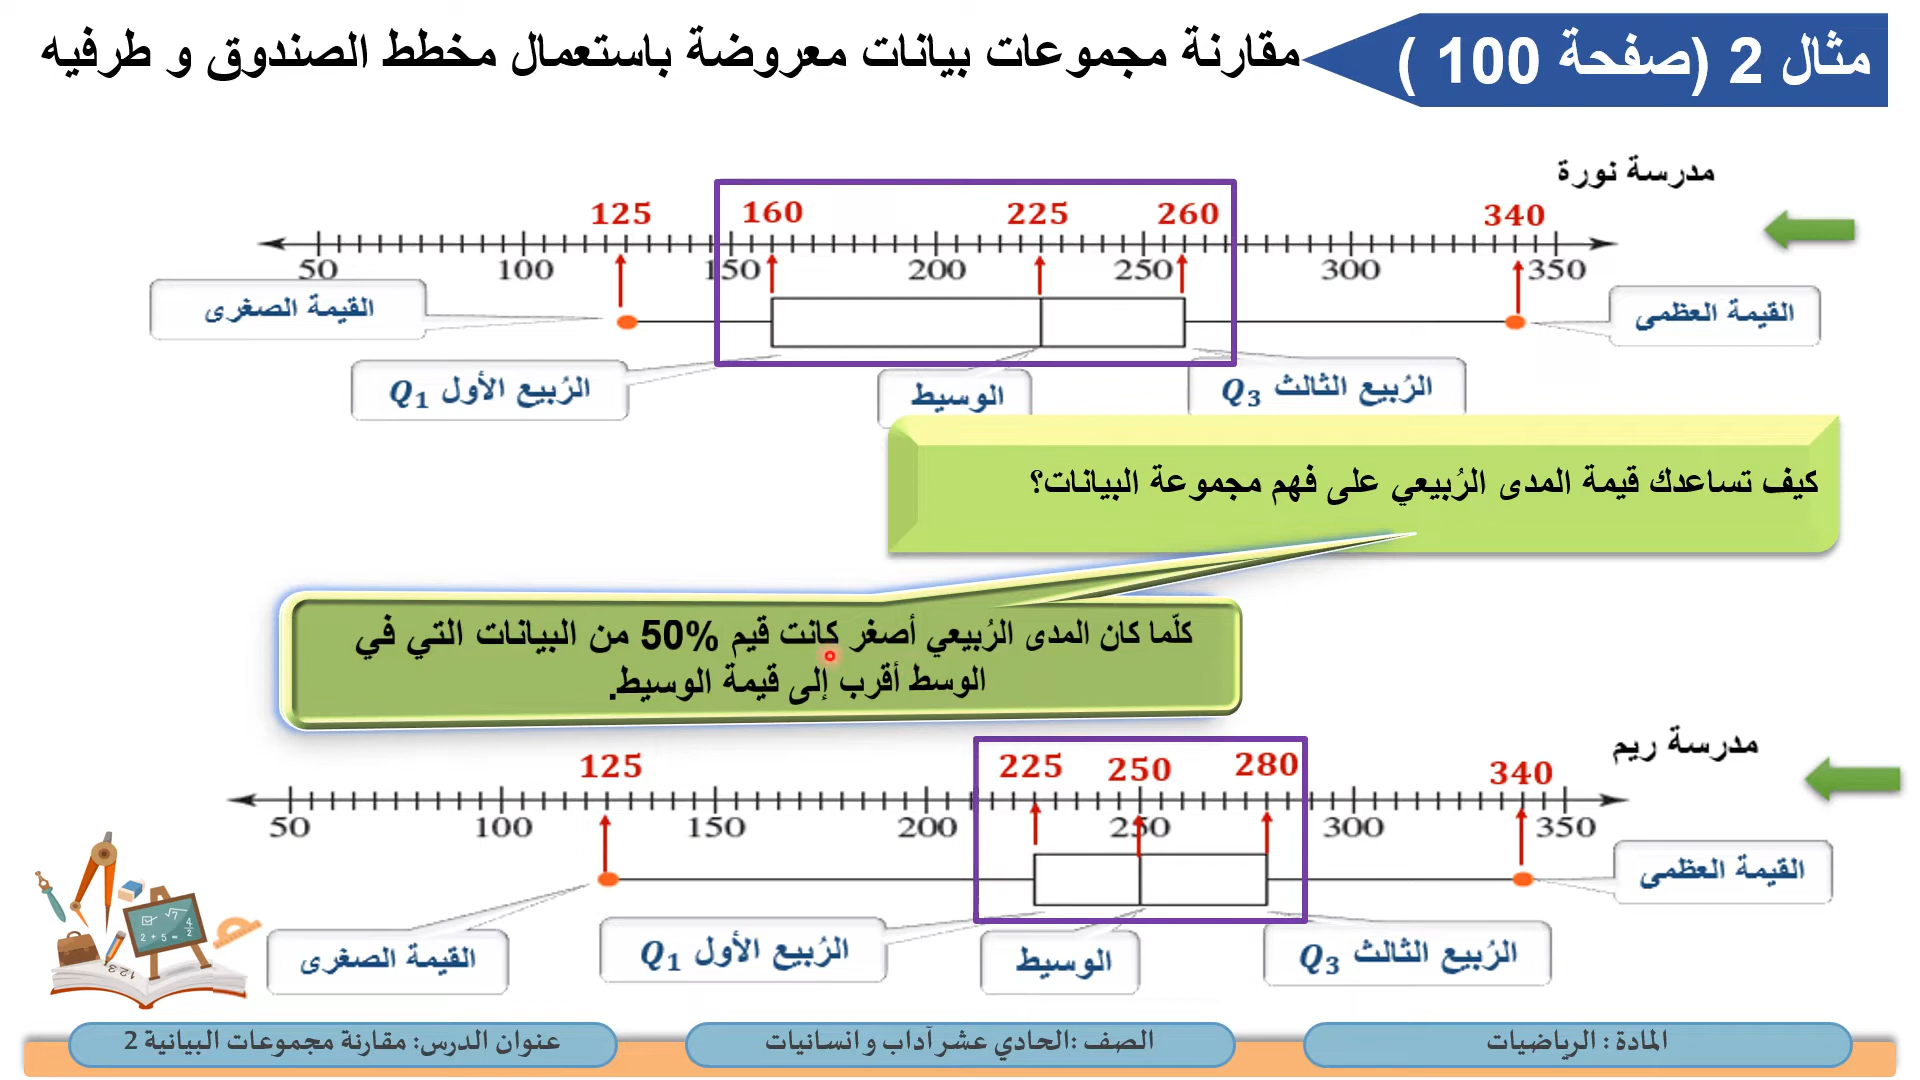 مثال 2 (صفحة 100 )
مقارنة مجموعات بيانات معروضة باستعمال مخطط الصندوق و طرفيه
مدرسة نورة
125 160 225 260 340
50 100 150 200 250 300 350
القيمة الصغرى
القيمة العظمى
الرُبيع الأول Q1
الوسيط
الرُبيع الثالث Q3
كيف تساعدك قيمة المدى الرُبيعي على فهم مجموعة البيانات؟
كلّما كان المدى الرُبيعي أصغر كانت قيم 50% من البيانات التي في
الوسط أقرب إلى قيمة الوسيط.
مدرسة ريم
125 225 250 280 340
50 100 150 200 250 300 350
القيمة العظمى
القيمة الصغرى
الرُبيع الأول Q1
الوسيط
الرُبيع الثالث Q3
المادة : الرياضيات
الصف :الحادي عشر آداب و انسانيات
عنوان الدرس: مقارنة مجموعات البيانية 2